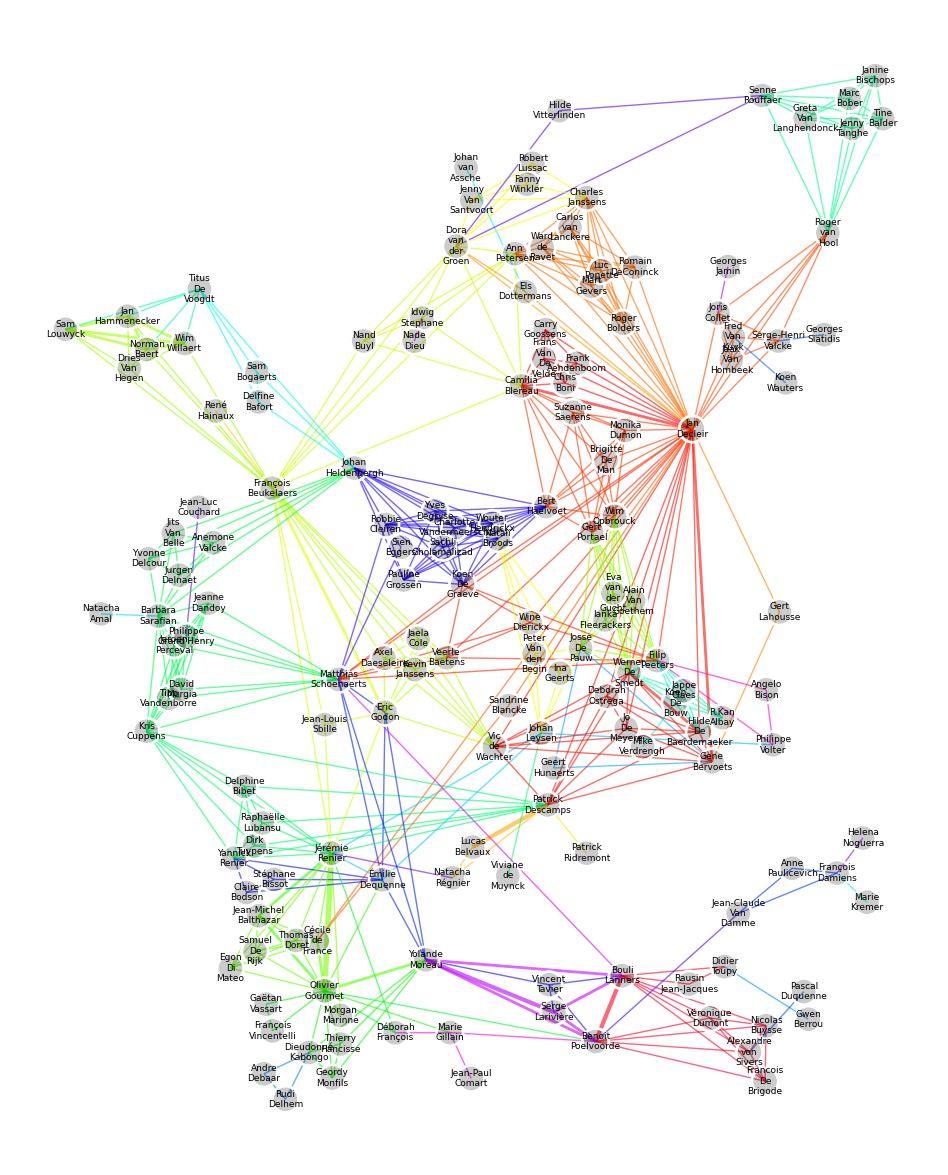 Janine
Bischops
Senne
Rouffaer
Marc
Bober
Greta
Van
Langhendonck
Tine
Balder
Jenny
Tanghe
Hilde
Vitterlinden
Johan
van
Assche
Robert
Lussac
Fanny
Winkler
Jenny
Van
Santvoort
Charles
Janssens
Carlos
van
Lanckere
Roger
van
Hool
Dora
van
der
Groen
Ann
Petersen
Ward
de
Ravet
Luc
Ponette
Romain
DeConinck
Georges
Jamin
Mart
Gevers
Els
Dottermans
Titus
De
Voogdt
Jan
Hammenecker
Sam
Louwyck
Norman
Baert
Wim
Willaert
Dries
Van
Hegen
Idwig
Stephane
Nand
Buyl
Nade
Dieu
Roger
Bolders
Joris
Collet
Fred
Van
Serge-Henri
Valcke
Georges
Slatidis
Van
Hombeek
Koen
Wauters
Carry
Goossens
Frans
Van
De
Velde
Frank
Aendenboom
Chris
Boni
Camilia
Blereau
Sam
Bogaerts
Delfine
Bafort
René
Hainaux
Suzanne
Saerens
Monika
Dumon
Jan
Decleir
Brigitte
De
Man
Johan
Heldenbergh
François
Beukelaers
Jean-Luc
Couchard
Jits
Van
Belle
Anemone
Valcke
Yvonne
Delcour
Jurgen
Delnaet
Robbie
Cleiren
Yves
Degryse
Charlotte
Vandermeersch
Wouter
Hendrickx
Natali
Broods
Sien
Eggers
Sachli
Gholamalizad
Pauline
Grossen
Koen
De
Graeve
Bert
Haelvoet
Wim
Opbrouck
Gert
Portael
Eva
van
der
Gucht
Alain
Van
Goethem
Ianka
Fleerackers
Gert
Lahousse
Natacha
Amal
Barbara
Sarafian
Jeanne
Dandoy
Philippe
Grand'Henry
Perceval
David
Murgia
Tibo
Vandenborre
Kris
Cuppens
Matthias
Schoenaerts
Axel
Daeseleire
Jaela
Cole
Kevin
Janssens
Veerle
Baetens
Wine
Dierickx
Peter
Van
den
Begin
Josse
De
Pauw
Ina
Geerts
Filip
Peeters
Werner
De
Smedt
Jappe
Claes
Koen
De
Bouw
Angelo
Bison
Deborah
Ostrega
Sandrine
Blancke
Jean-Louis
Sbille
Eric
Godon
Vic
de
Wachter
Johan
Leysen
Jo
De
Meyere
R.Kan
Albay
Hilde
De
Baerdemaeker
Mike
Verdrengh
Philippe
Volter
Gene
Bervoets
Geert
Hunaerts
Patrick
Descamps
Delphine
Bibet
Raphaëlle
Lubansu
Dirk
Tuypens
Yannick
Renier
Jérémie
Renier
Lucas
Belvaux
Patrick
Ridremont
Natacha
Régnier
Viviane
de
Muynck
Stéphane
Bissot
Claire
Bodson
Emilie
Dequenne
Helena
Noguerra
Anne
Paulicevich
François
Damiens
Marie
Kremer
Jean-Claude
Van
Damme
Jean-Michel
Balthazar
Thomas
Doret
Cécile
de
France
Samuel
De
Rijk
Egon
Di
Mateo
Olivier
Gourmet
Yolande
Moreau
Bouli
Lanners
Didier
Toupy
Rausin
Jean-Jacques
Vincent
Tavier
Pascal
Duquenne
Gaëtan
Vassart
Morgan
Marinne
Serge
Larivière
Véronique
Dumont
Gwen
Berrou
Nicolas
Buysse
François
Vincentelli
Déborah
François
Marie
Gillain
Benoît
Poelvoorde
Alexandre
von
Sivers
Dieudonné
Kabongo
Thierry
Hancisse
Andre
Debaar
Geordy
Monfils
Jean-Paul
Comart
Francois
De
Brigode
Rudi
Delhem